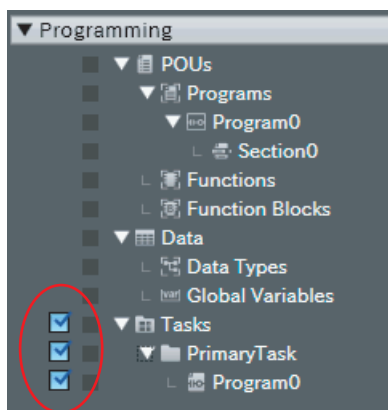 Programming
POUs
Programs
Program0
Section0
Functions
Function Blocks
Data
Data Types
Global Variables
Tasks
PrimaryTask
Program0